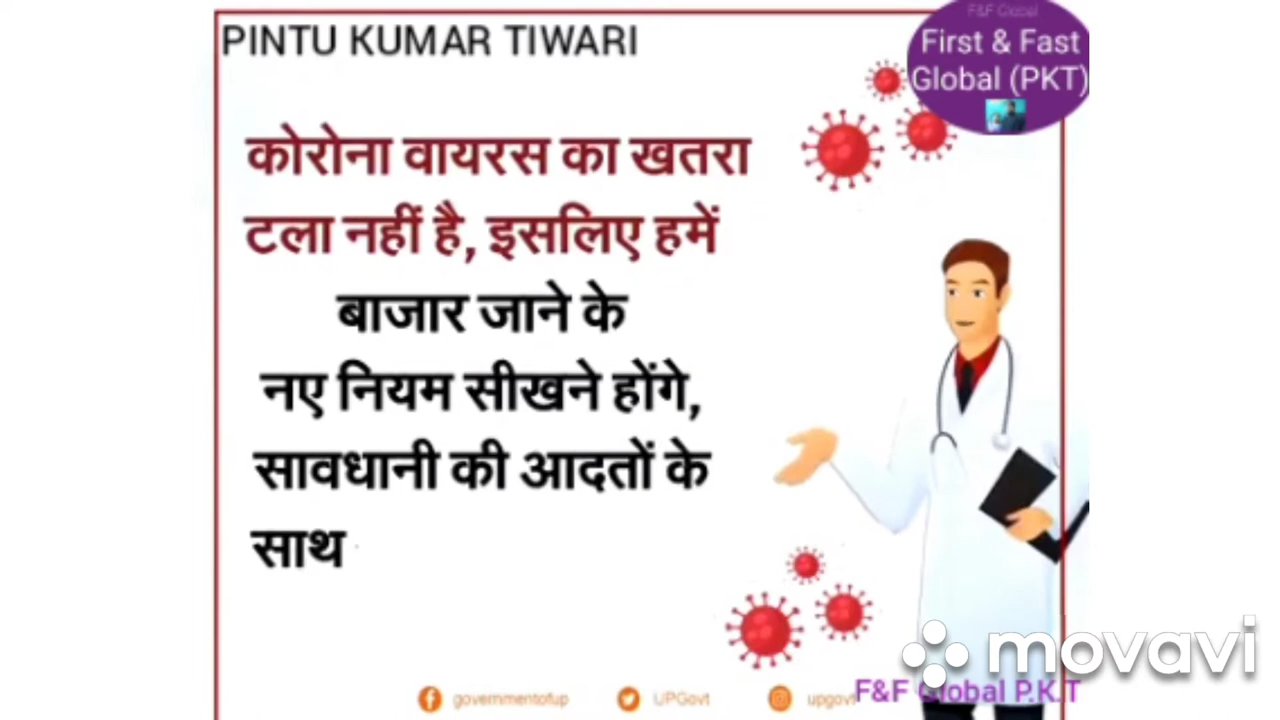 PINTU KUMAR TIWARI
F&F Global
First & Fast
Global (PKT)
कोरोना वायरस का खतरा
टला नहीं है, इसलिए हमें
बाजार जाने के
नए नियम सीखने होंगे,
सावधानी की आदतों के
साथ
movavi
governmentofup UPGovt upgovt
F&F Global P.K.T